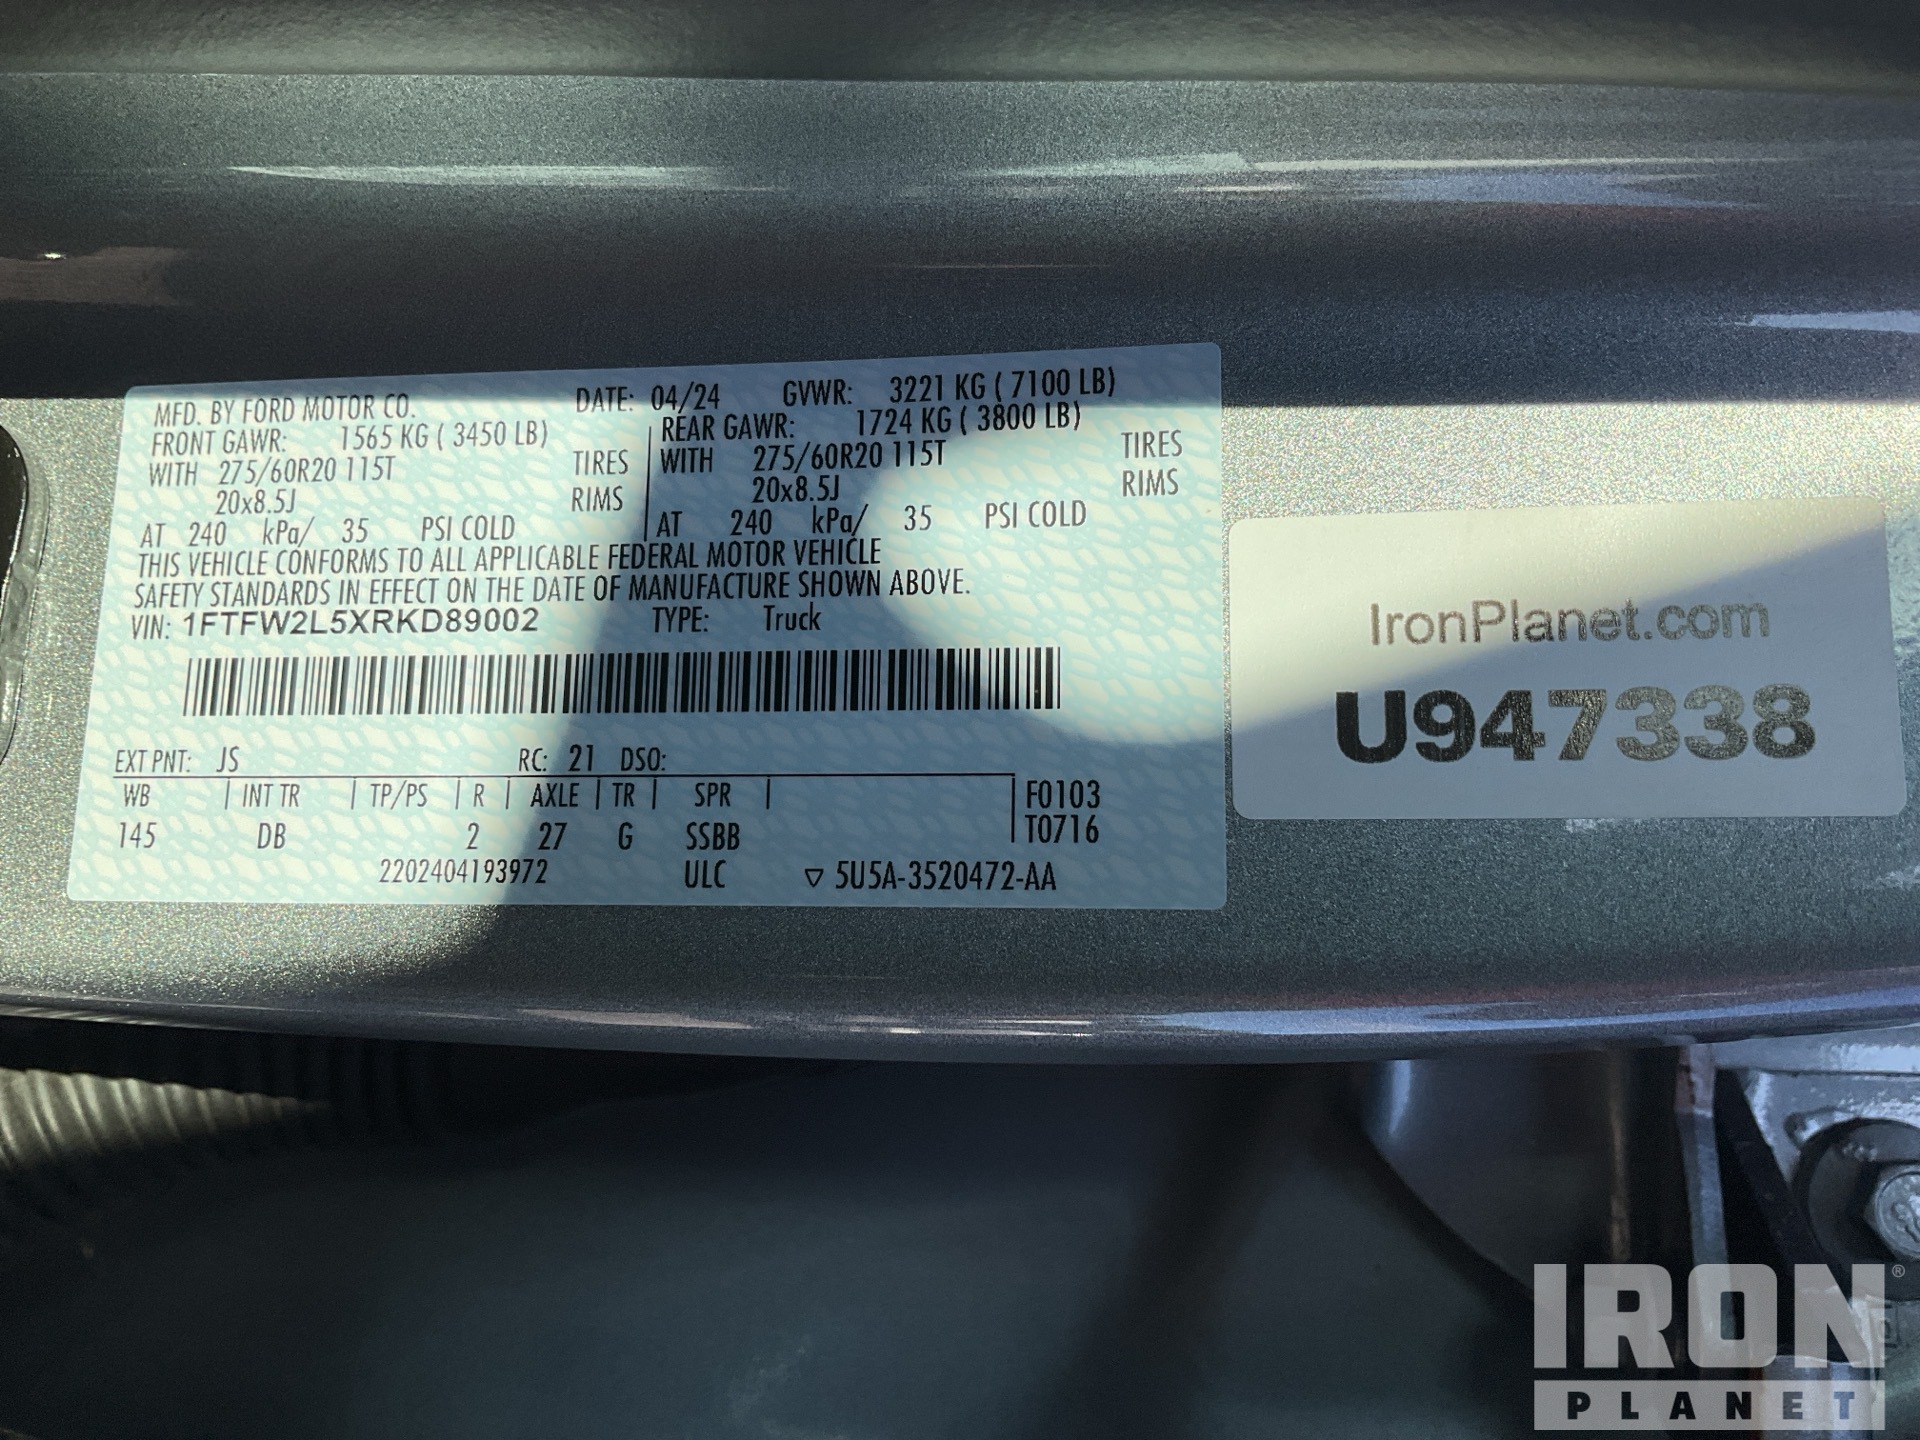 MFD. BY FORD MOTOR CO. DATE: 04/24 GVWR: 3221 KG ( 7100 LB)
FRONT GAWR: 1565 KG ( 3450 LB) REAR GAWR: 1724 KG ( 3800 LB)
WITH 275/60R20 115T TIRES WITH 275/60R20 115T TIRES
20x8.5J RIMS 20x8.5J RIMS
AT 240 kPa/ 35 PSI COLD AT 240 kPa/ 35 PSI COLD
THIS VEHICLE CONFORMS TO ALL APPLICABLE FEDERAL MOTOR VEHICLE
SAFETY STANDARDS IN EFFECT ON THE DATE OF MANUFACTURE SHOWN ABOVE.
VIN: 1FTFW2L5XRKD89002 TYPE: Truck
EXT PNT: JS RC: 21 DSO:
WB INT TR TP/PS R AXLE TR SPR F0103
145 DB 2 27 G SSBB T0716
2202404193972 ULC ▽ 5U5A-3520472-AA
IronPlanet.com
U947338
IRON®
PLANET